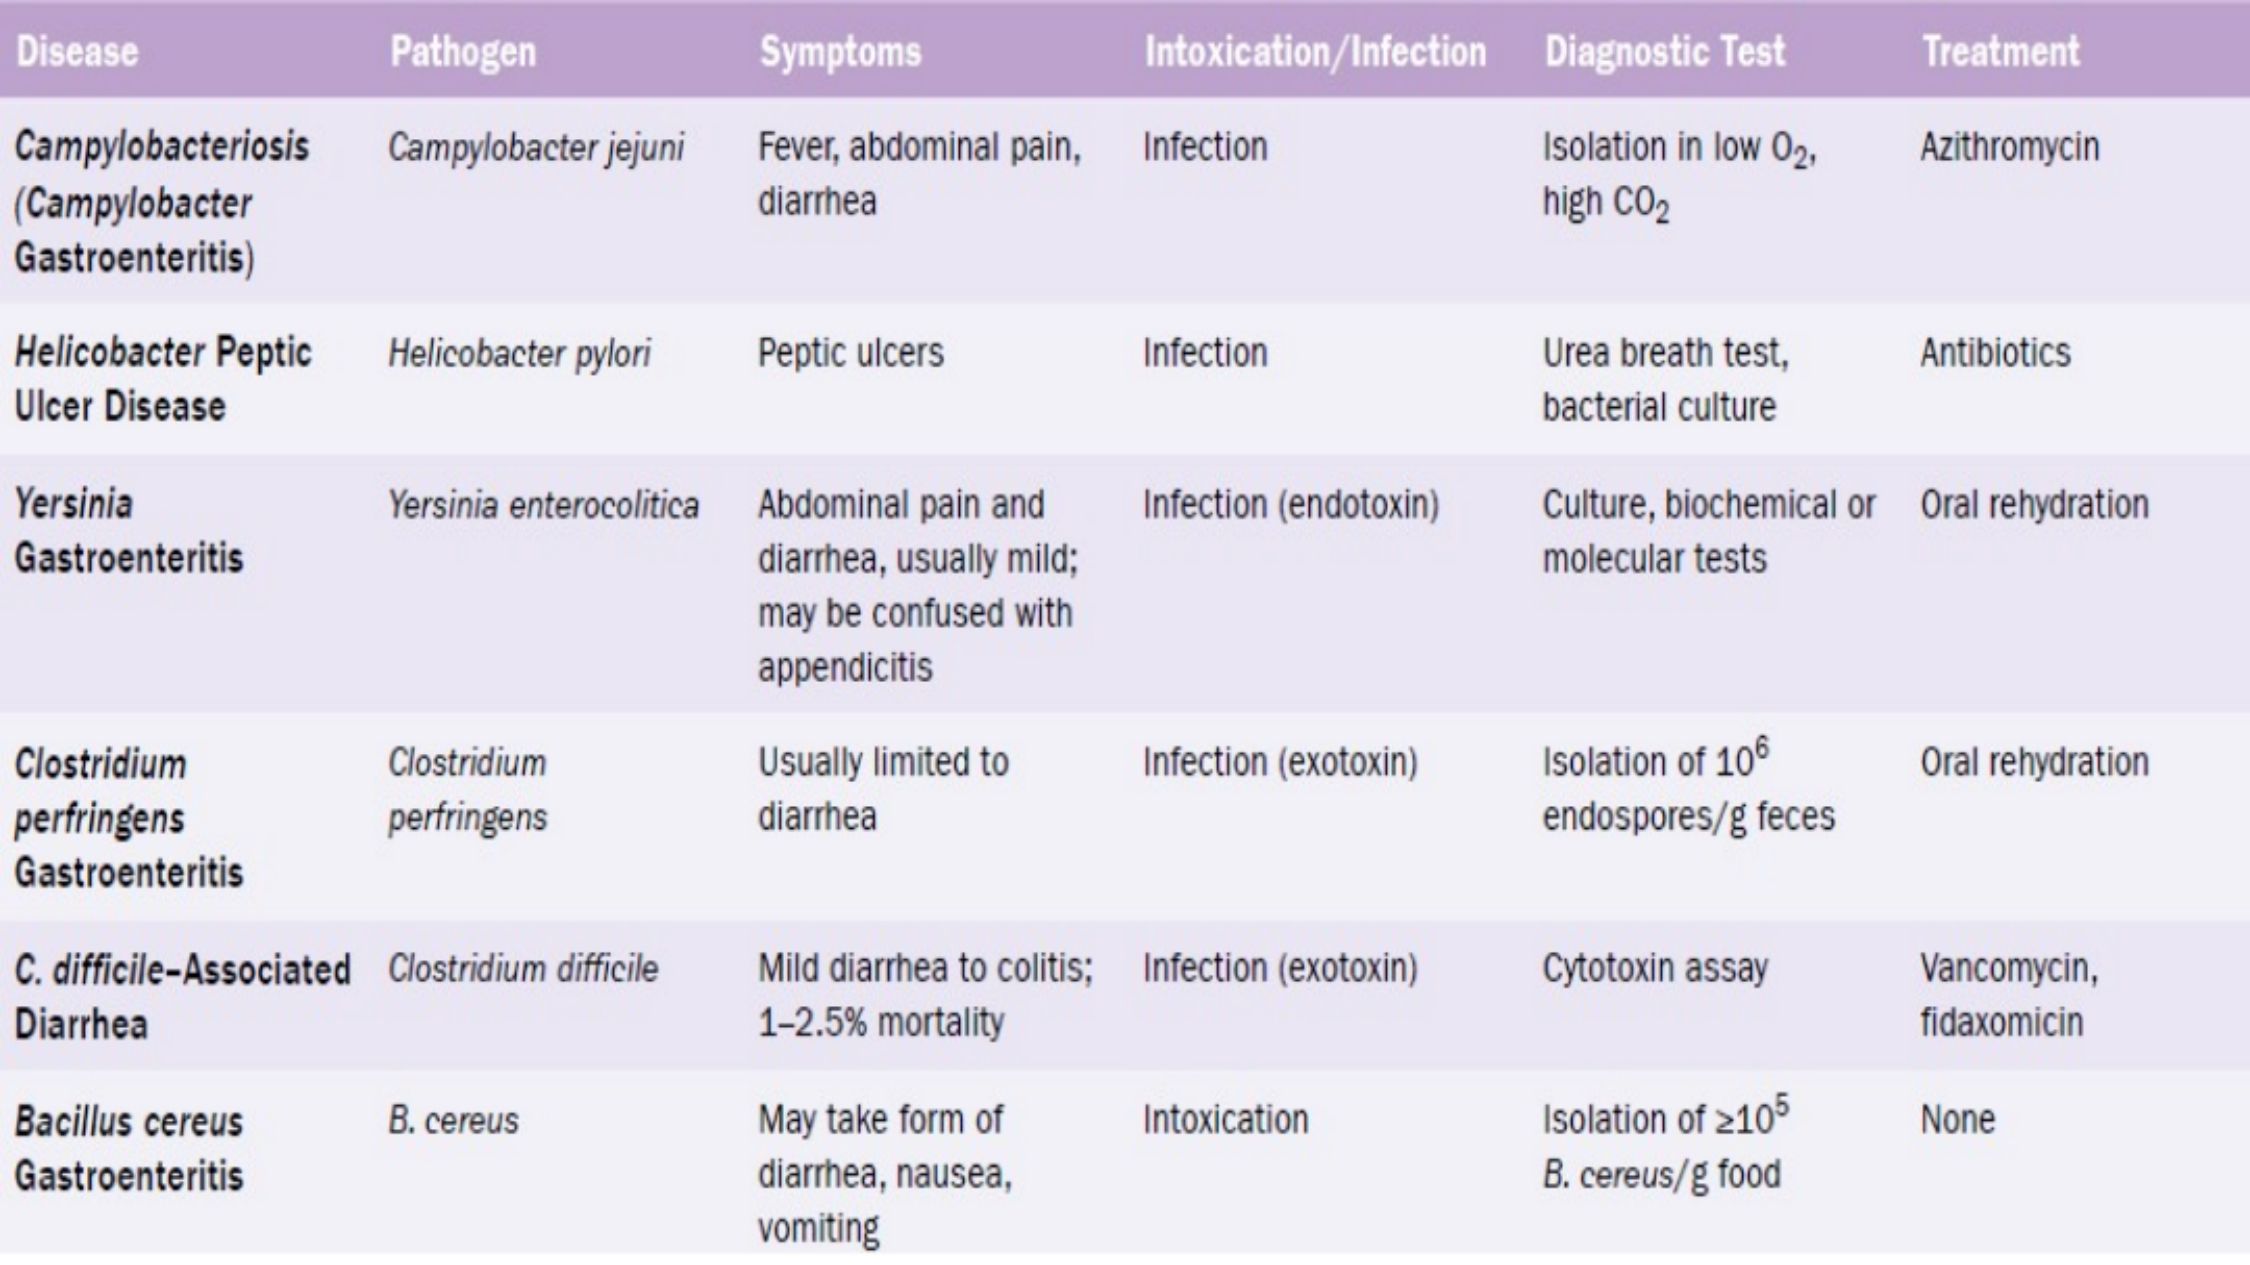 Disease Pathogen Symptoms Intoxication/Infection Diagnostic Test Treatment
Campylobacteriosis Campylobacter jejuni Fever, abdominal pain, Infection Isolation in low O₂, Azithromycin
(Campylobacter diarrhea high CO₂
Gastroenteritis)
Helicobacter Peptic Helicobacter pylori Peptic ulcers Infection Urea breath test, Antibiotics
Ulcer Disease bacterial culture
Yersinia Yersinia enterocolitica Abdominal pain and Infection (endotoxin) Culture, biochemical or Oral rehydration
Gastroenteritis diarrhea, usually mild; molecular tests
may be confused with
appendicitis
Clostridium Clostridium Usually limited to Infection (exotoxin) Isolation of 10⁶ Oral rehydration
perfringens perfringens diarrhea endospores/g feces
Gastroenteritis
C. difficile–Associated Clostridium difficile Mild diarrhea to colitis; Infection (exotoxin) Cytotoxin assay Vancomycin,
Diarrhea 1–2.5% mortality fidaxomicin
Bacillus cereus B. cereus May take form of Intoxication Isolation of ≥10⁵ None
Gastroenteritis diarrhea, nausea, B. cereus/g food
vomiting